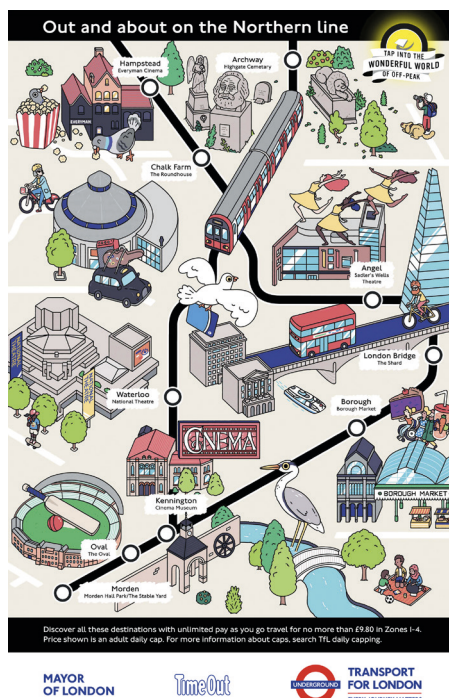 Out and about on the Northern line
TAP INTO THE
WONDERFUL WORLD
OF OFF-PEAK
Hampstead
Everyman Cinema
Archway
Highgate Cemetary
EVERYMAN
Chalk Farm
The Roundhouse
Angel
Sadler's Wells
Theatre
London Bridge
The Shard
Waterloo
National Theatre
Borough
Borough Market
CINEMA
BOROUGH MARKET
Kennington
Cinema Museum
Oval
The Oval
Morden
Morden Hall Park/The Stable Yard
Discover all these destinations with unlimited pay as you go travel for no more than £9.80 in Zones 1-4.
Price shown is an adult daily cap. For more information about caps, search TfL daily capping.
MAYOR
OF LONDON
TimeOut
UNDERGROUND
TRANSPORT
FOR LONDON